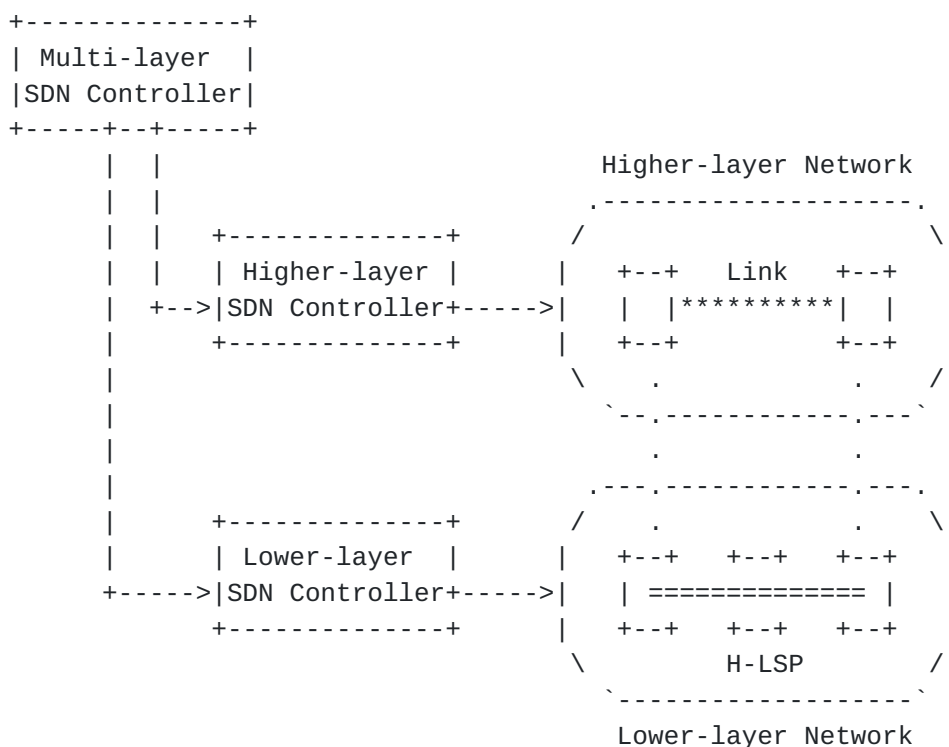 +--------------+
| Multi-layer  |
|SDN Controller|
+-----+--+-----+
      |  |                            Higher-layer Network
      |  |                           .--------------------.
      |  |   +--------------+       /                      \
      |  |   | Higher-layer |      |   +--+   Link   +--+
      |  +-->|SDN Controller+----->|   |  |**********|  |
      |      +--------------+      |   +--+          +--+
      |                             \    .            .    /
      |                              `--.------------.---`
      |                                  .            .
      |                              .---.------------.---.
      |      +--------------+       /    .            .    \
      |      | Lower-layer  |      |   +--+   +--+   +--+
      +----->|SDN Controller+----->|   | ============== |
             +--------------+      |   +--+   +--+   +--+
                                    \         H-LSP        /
                                     `-------------------`
                                       Lower-layer Network